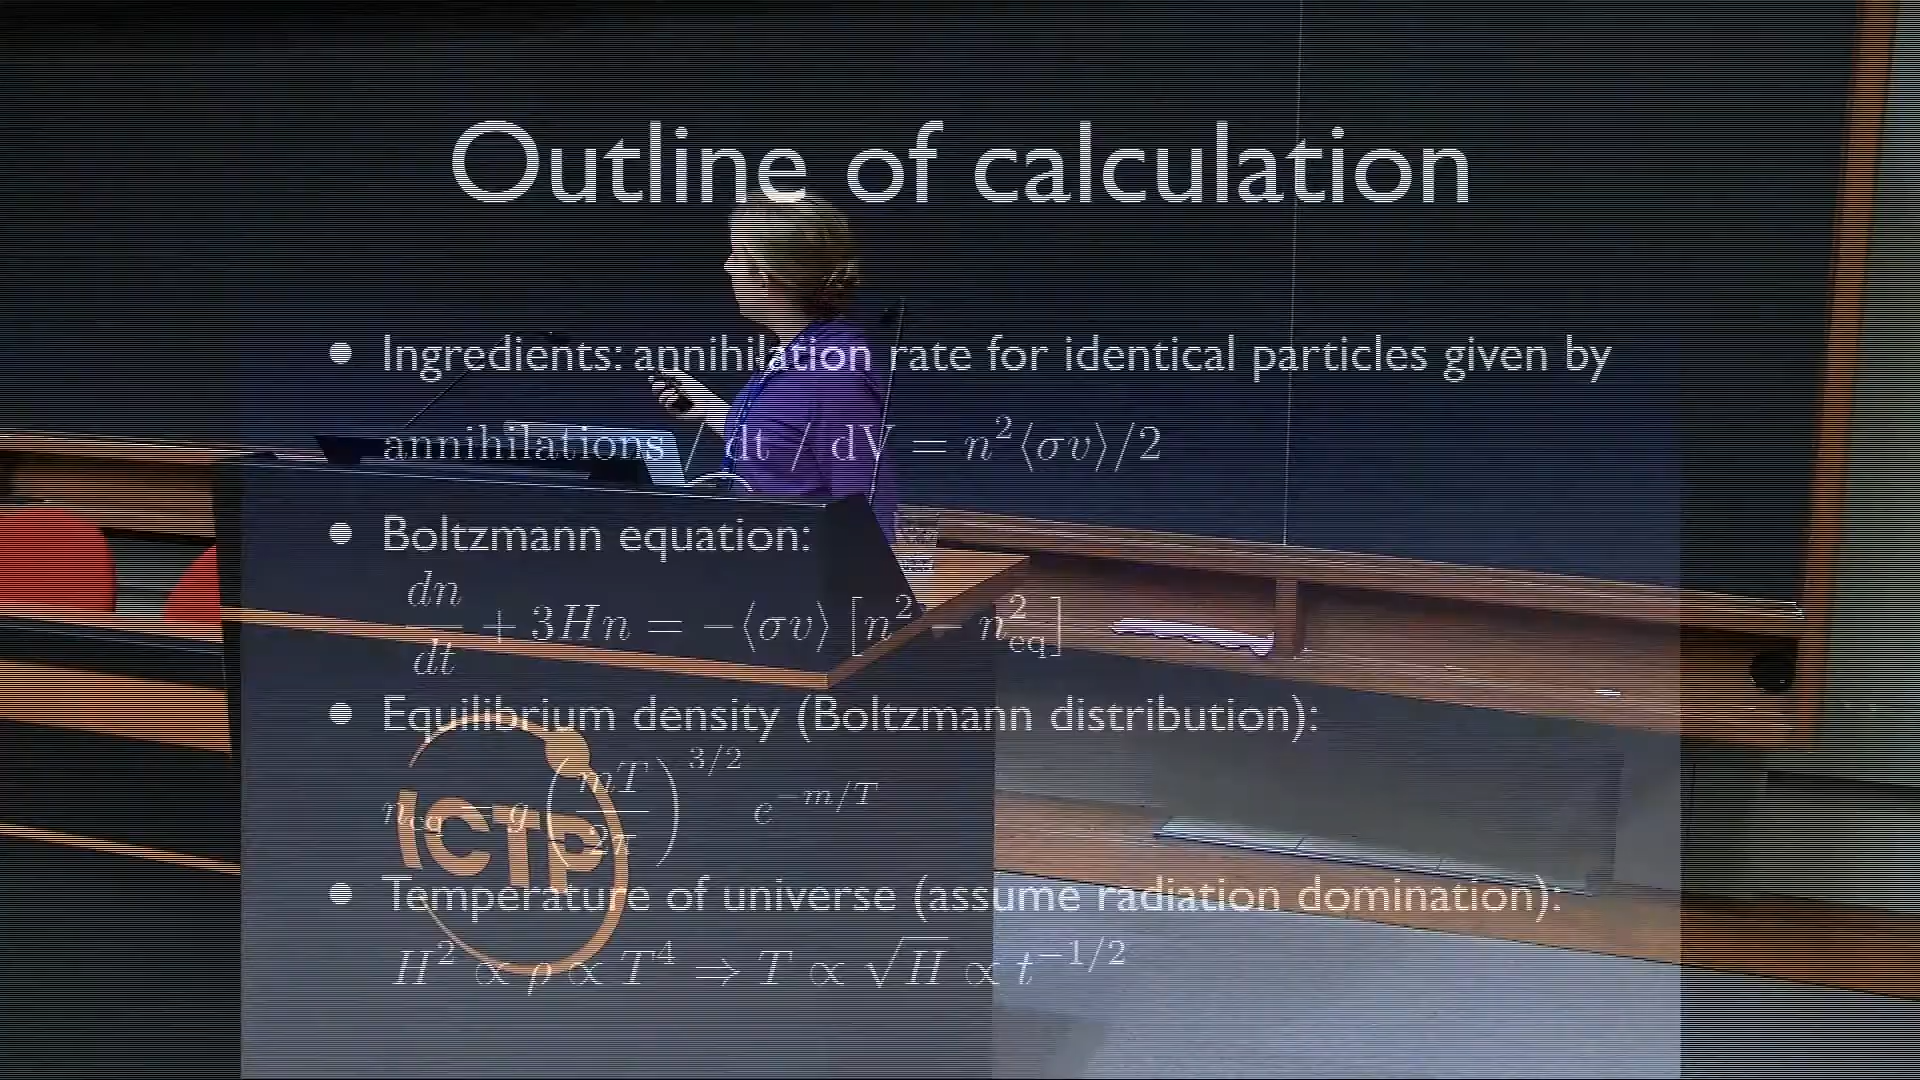 Outline of calculation
• Ingredients: annihilation rate for identical particles given by
annihilations / dt / dV = n²⟨σv⟩/2
• Boltzmann equation:
dn/dt + 3Hn = −⟨σv⟩ [n² − n²_eq]
• Equilibrium density (Boltzmann distribution):
n_eq = g (mT/2π)^{3/2} e^{−m/T}
ICTP
• Temperature of universe (assume radiation domination):
H² ∝ ρ ∝ T⁴ ⇒ T ∝ √H ∝ t^{−1/2}